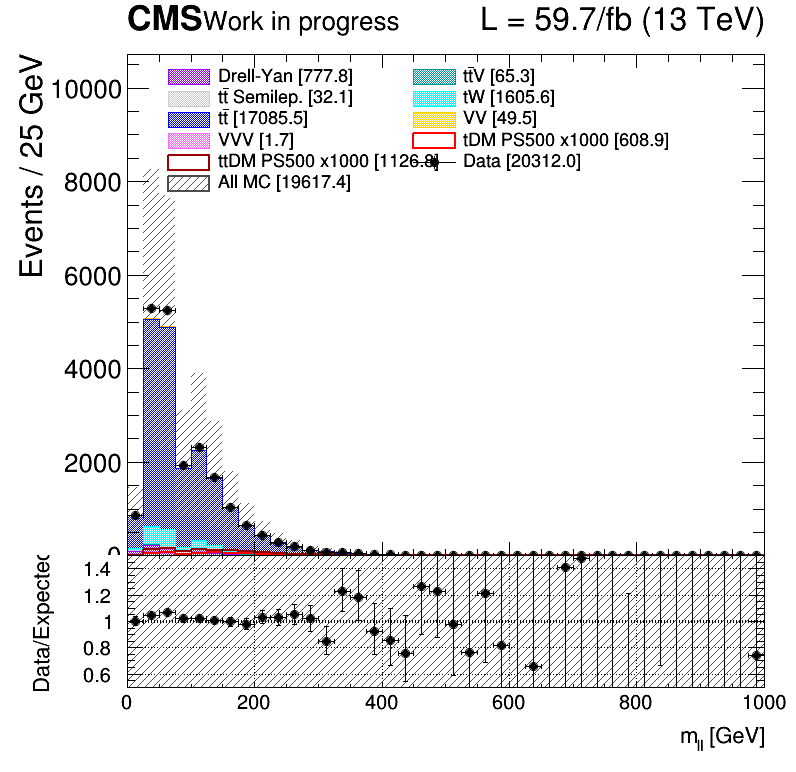 CMS Work in progress L = 59.7/fb (13 TeV)
Events / 25 GeV
10000
8000
6000
4000
2000
0
Drell-Yan [777.8]
tt̄ Semilep. [32.1]
tt̄ [17085.5]
VVV [1.7]
ttDM PS500 x1000 [1126.8]
All MC [19617.4]
tt̄V [65.3]
tW [1605.6]
VV [49.5]
tDM PS500 x1000 [608.9]
Data [20312.0]
Data/Expected
1.4
1.2
1
0.8
0.6
0 200 400 600 800 1000
m_ll [GeV]